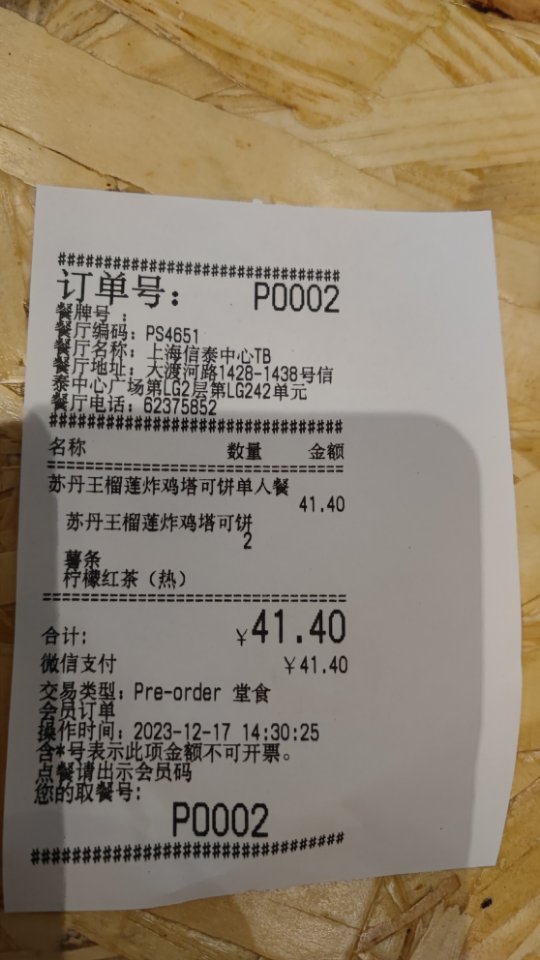 ################################
订单号: P0002
餐牌号 :
餐厅编码: PS4651
餐厅名称: 上海信泰中心TB
餐厅地址: 大渡河路1428-1438号信
泰中心广场第LG2层第LG242单元
餐厅电话: 62375852
################################
名称 数量 金额
================================
苏丹王榴莲炸鸡塔可饼单人餐
41.40
苏丹王榴莲炸鸡塔可饼
2
薯条
柠檬红茶（热）
================================
合计: ￥41.40
微信支付 ￥41.40
交易类型: Pre-order 堂食
会员订单
操作时间: 2023-12-17 14:30:25
含*号表示此项金额不可开票。
点餐请出示会员码
您的取餐号:
P0002
################################